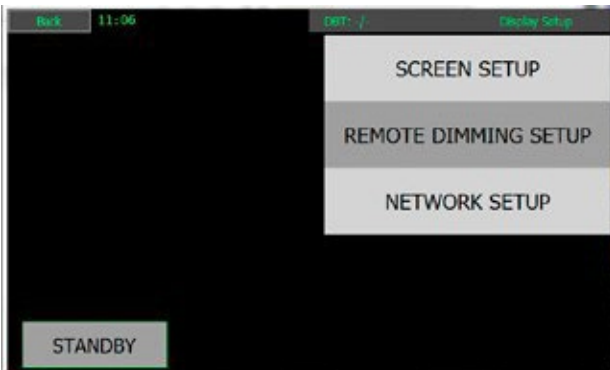 Back 11:06 DBT: -/- Display Setup
SCREEN SETUP
REMOTE DIMMING SETUP
NETWORK SETUP
STANDBY